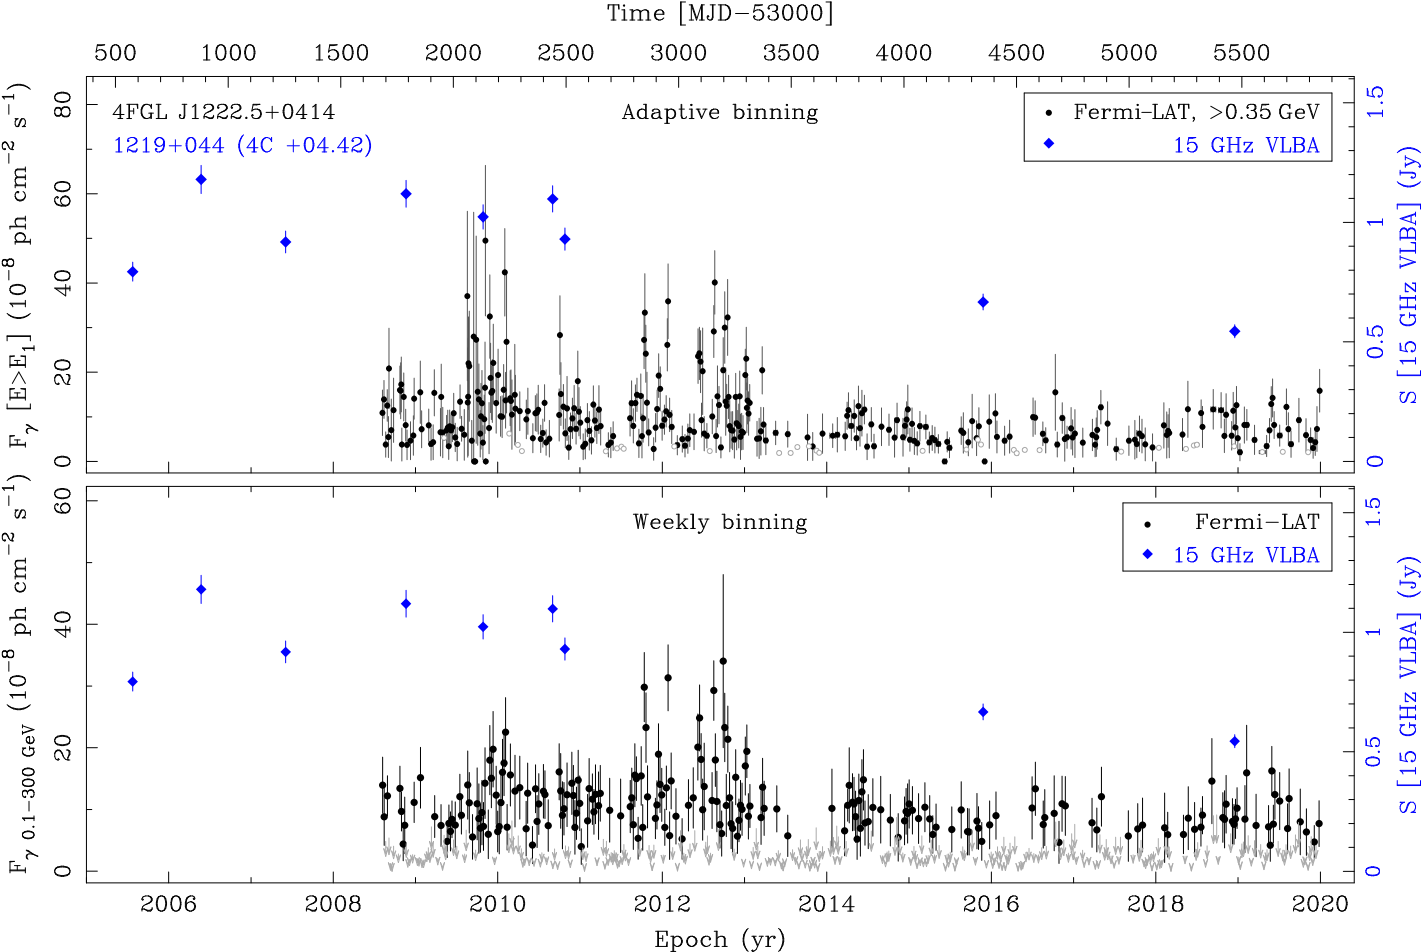 Time [MJD−53000]
500 1000 1500 2000 2500 3000 3500 4000 4500 5000 5500
4FGL J1222.5+0414
1219+044 (4C +04.42)
Adaptive binning
Fermi−LAT, >0.35 GeV
15 GHz VLBA
80
60
40
20
0
Fγ [E>E1] (10−8 ph cm−2 s−1)
1.5
1
0.5
0
S [15 GHz VLBA] (Jy)
Weekly binning
Fermi−LAT
15 GHz VLBA
60
40
20
0
Fγ 0.1−300 GeV (10−8 ph cm−2 s−1)
1.5
1
0.5
0
S [15 GHz VLBA] (Jy)
2006 2008 2010 2012 2014 2016 2018 2020
Epoch (yr)